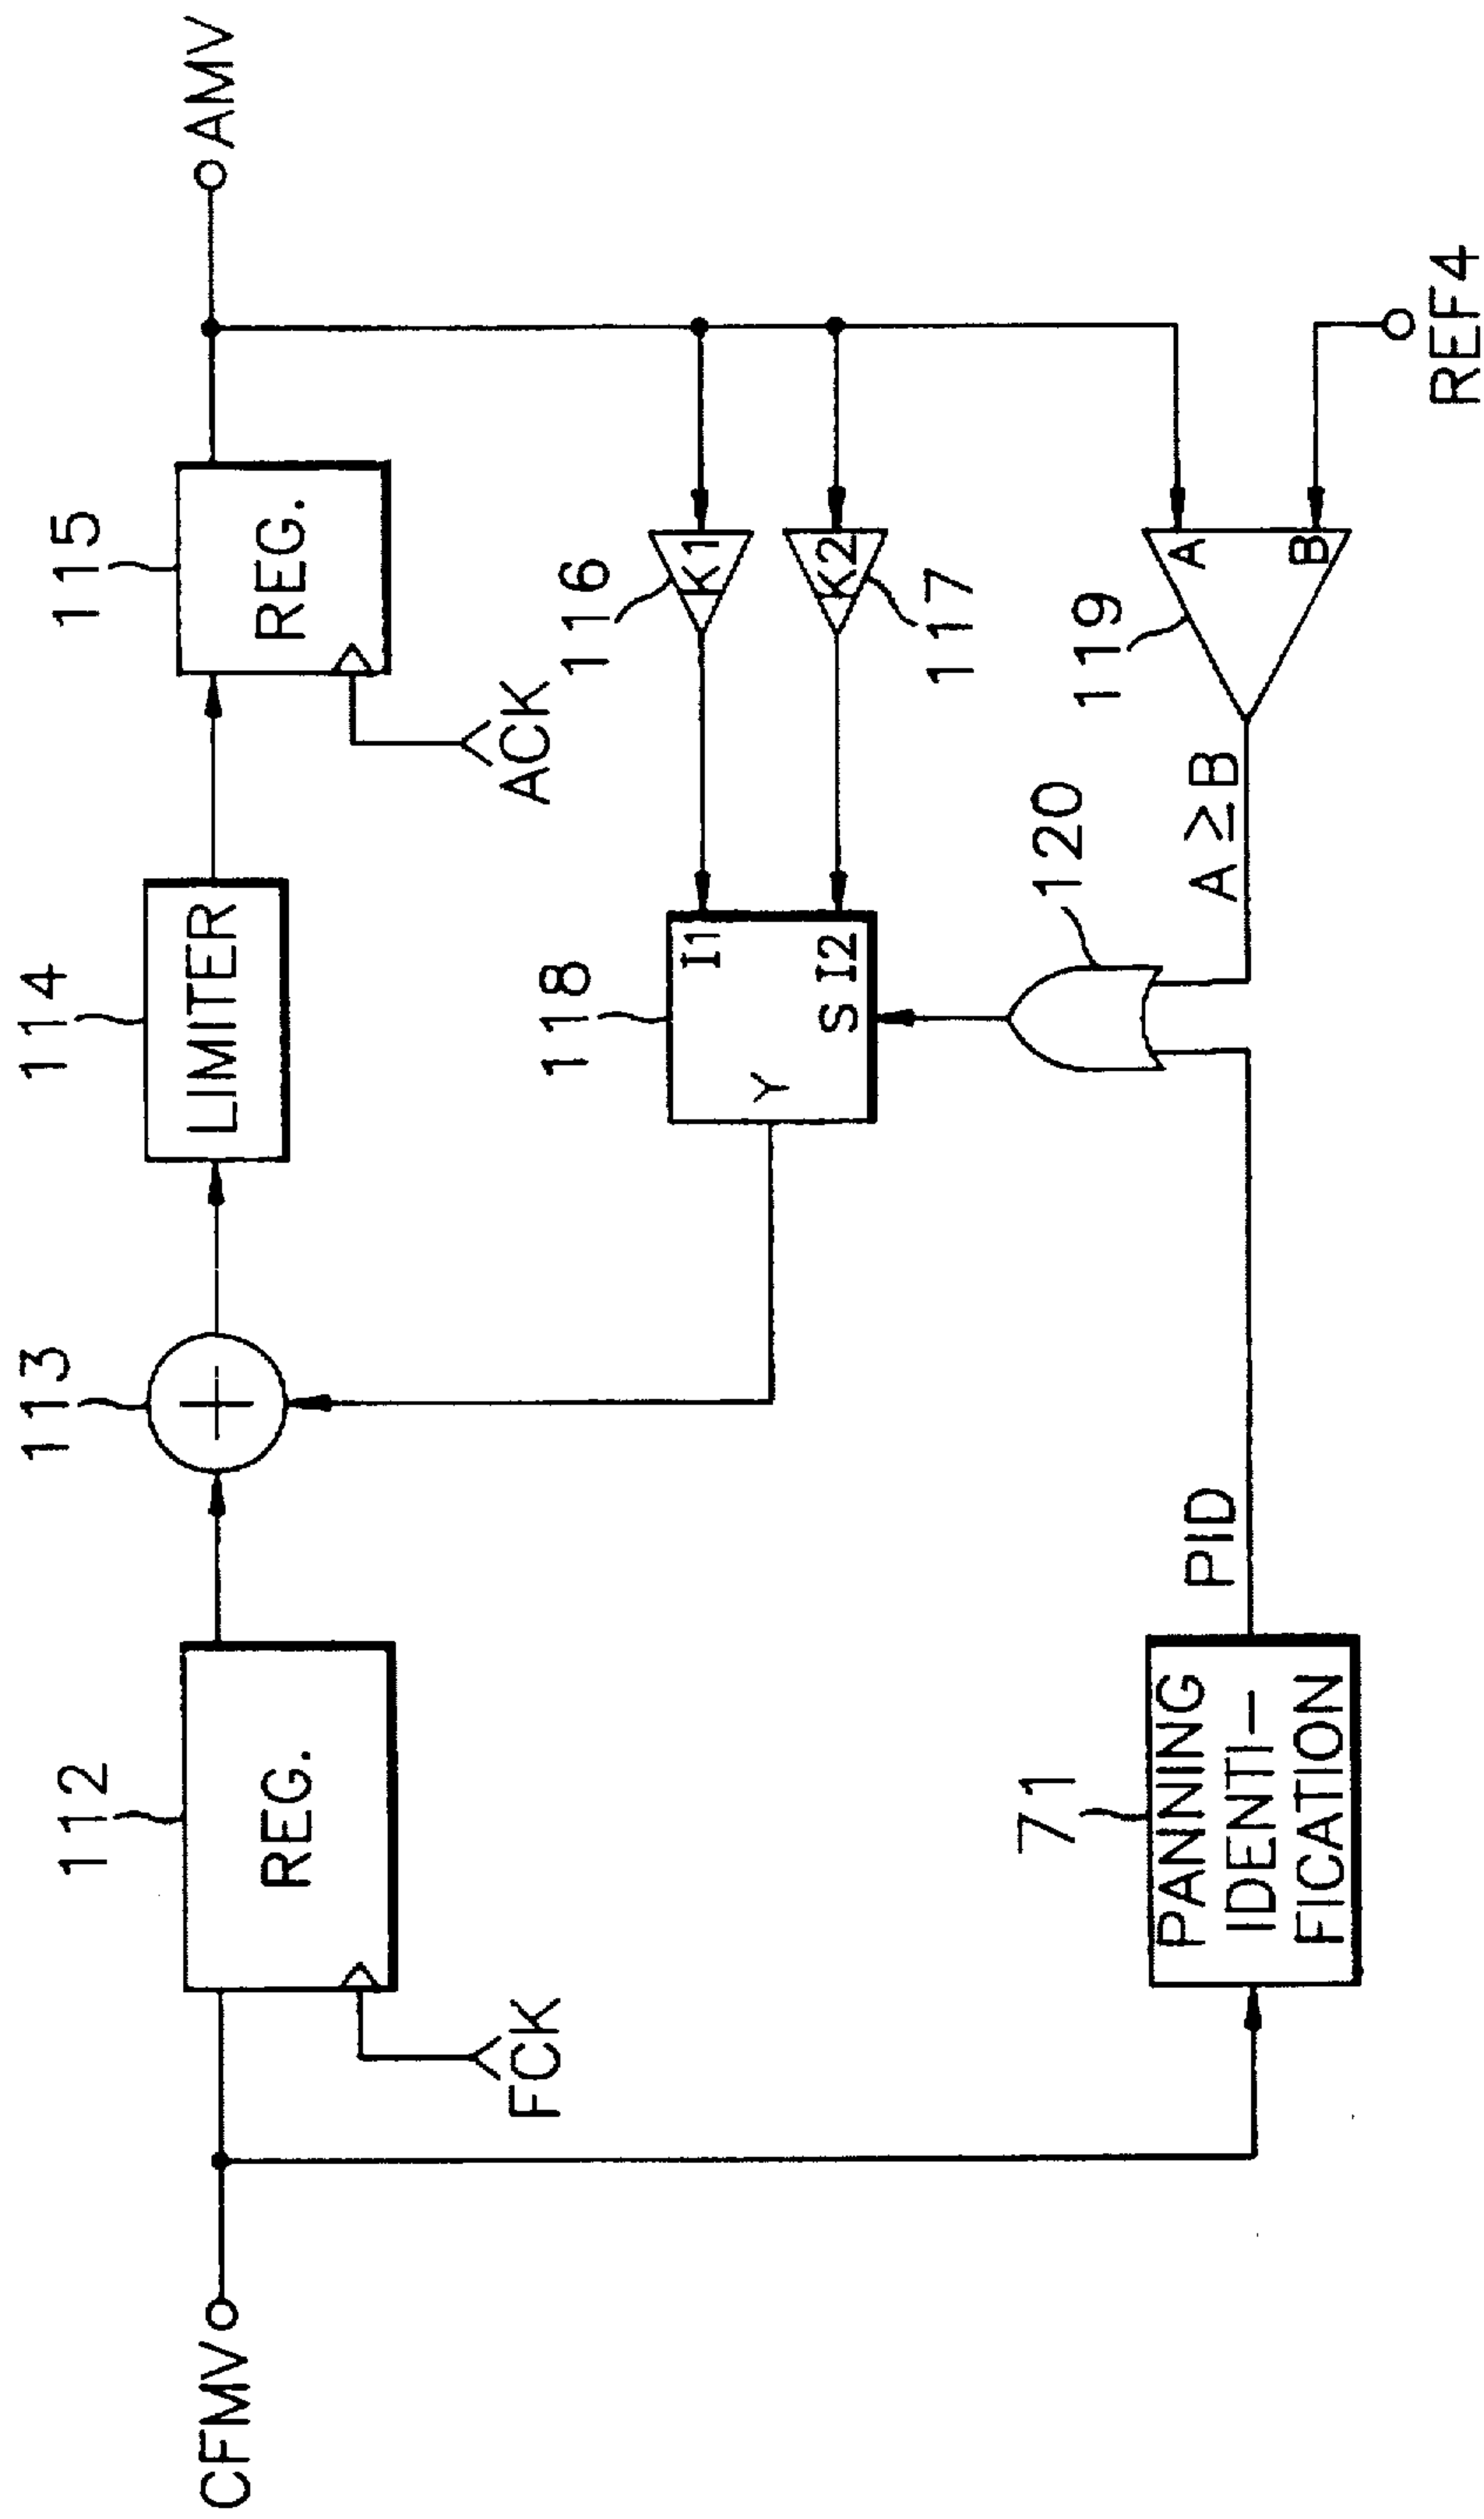 112
113
114
115
CFMV
REG.
LIMITER
REG.
AMV
FCK
ACK
118
116
K1
I1
Y
S I2
K2
117
71
120
119
PANNING
IDENTI-
FICATION
PID
A ≥ B
A
B
REF4